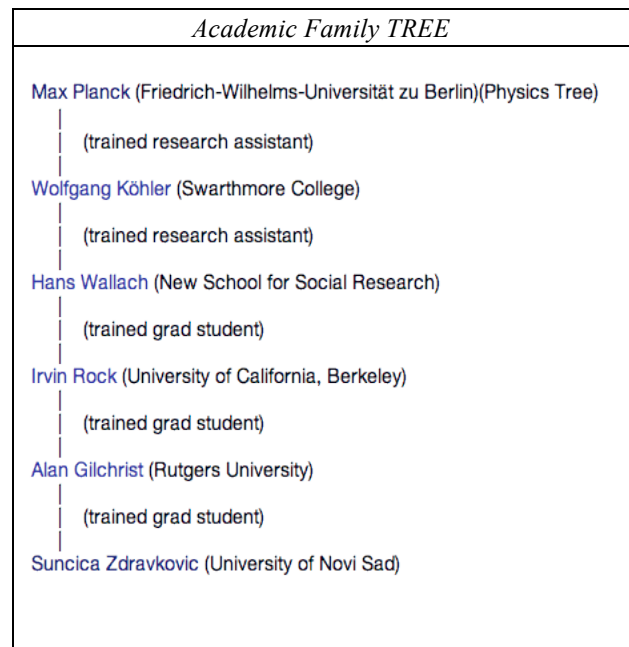 Academic Family TREE
Max Planck (Friedrich-Wilhelms-Universität zu Berlin)(Physics Tree)
(trained research assistant)
Wolfgang Köhler (Swarthmore College)
(trained research assistant)
Hans Wallach (New School for Social Research)
(trained grad student)
Irvin Rock (University of California, Berkeley)
(trained grad student)
Alan Gilchrist (Rutgers University)
(trained grad student)
Suncica Zdravkovic (University of Novi Sad)